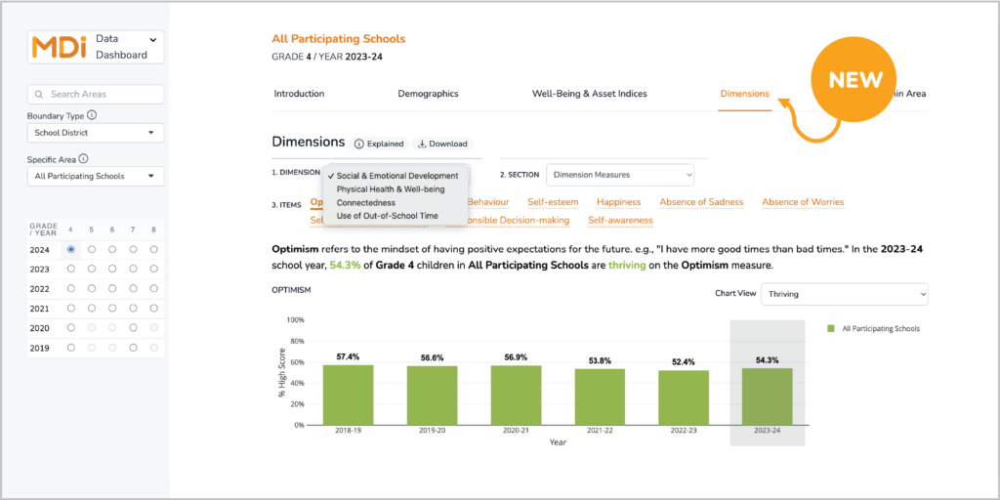 MDi Data Dashboard
Search Areas
Boundary Type
School District
Specific Area
All Participating Schools
GRADE / YEAR 4 5 6 7 8
2024
2023
2022
2021
2020
2019
All Participating Schools
GRADE 4 / YEAR 2023-24
NEW
Introduction Demographics Well-Being & Asset Indices Dimensions in Area
Dimensions Explained Download
1. DIMENSION
✓ Social & Emotional Development
Physical Health & Well-being
Connectedness
Use of Out-of-School Time
2. SECTION Dimension Measures
3. ITEMS Op Behaviour Self-esteem Happiness Absence of Sadness Absence of Worries
Sel ponsible Decision-making Self-awareness
Optimism refers to the mindset of having positive expectations for the future. e.g., "I have more good times than bad times." In the 2023-24
school year, 54.3% of Grade 4 children in All Participating Schools are thriving on the Optimism measure.
OPTIMISM
Chart View Thriving
100%
80%
60%
40%
20%
0%
% High Score
57.4% 56.6% 56.9% 53.8% 52.4% 54.3%
2018-19 2019-20 2020-21 2021-22 2022-23 2023-24
Year
All Participating Schools